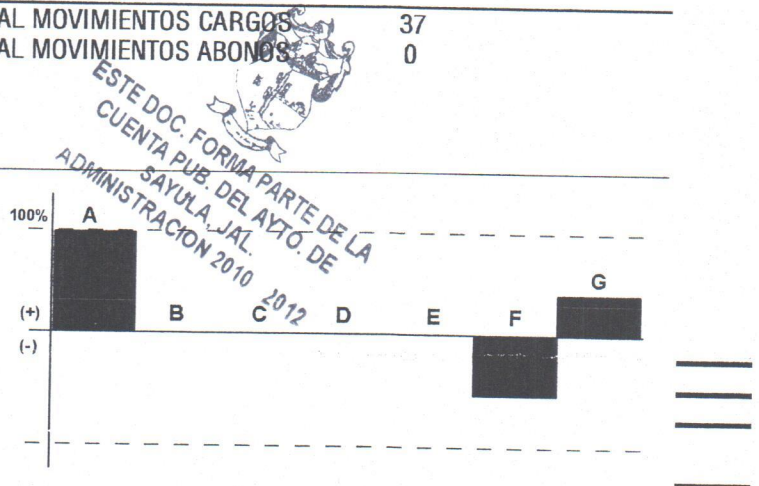 AL MOVIMIENTOS CARGOS 37
AL MOVIMIENTOS ABONOS 0
ESTE DOC. FORMA PARTE DE LA
CUENTA PUB. DEL AYTO. DE
SAYULA, JAL.
ADMINISTRACION 2010 2012
100% A
G
(+) B C D E F
(-)